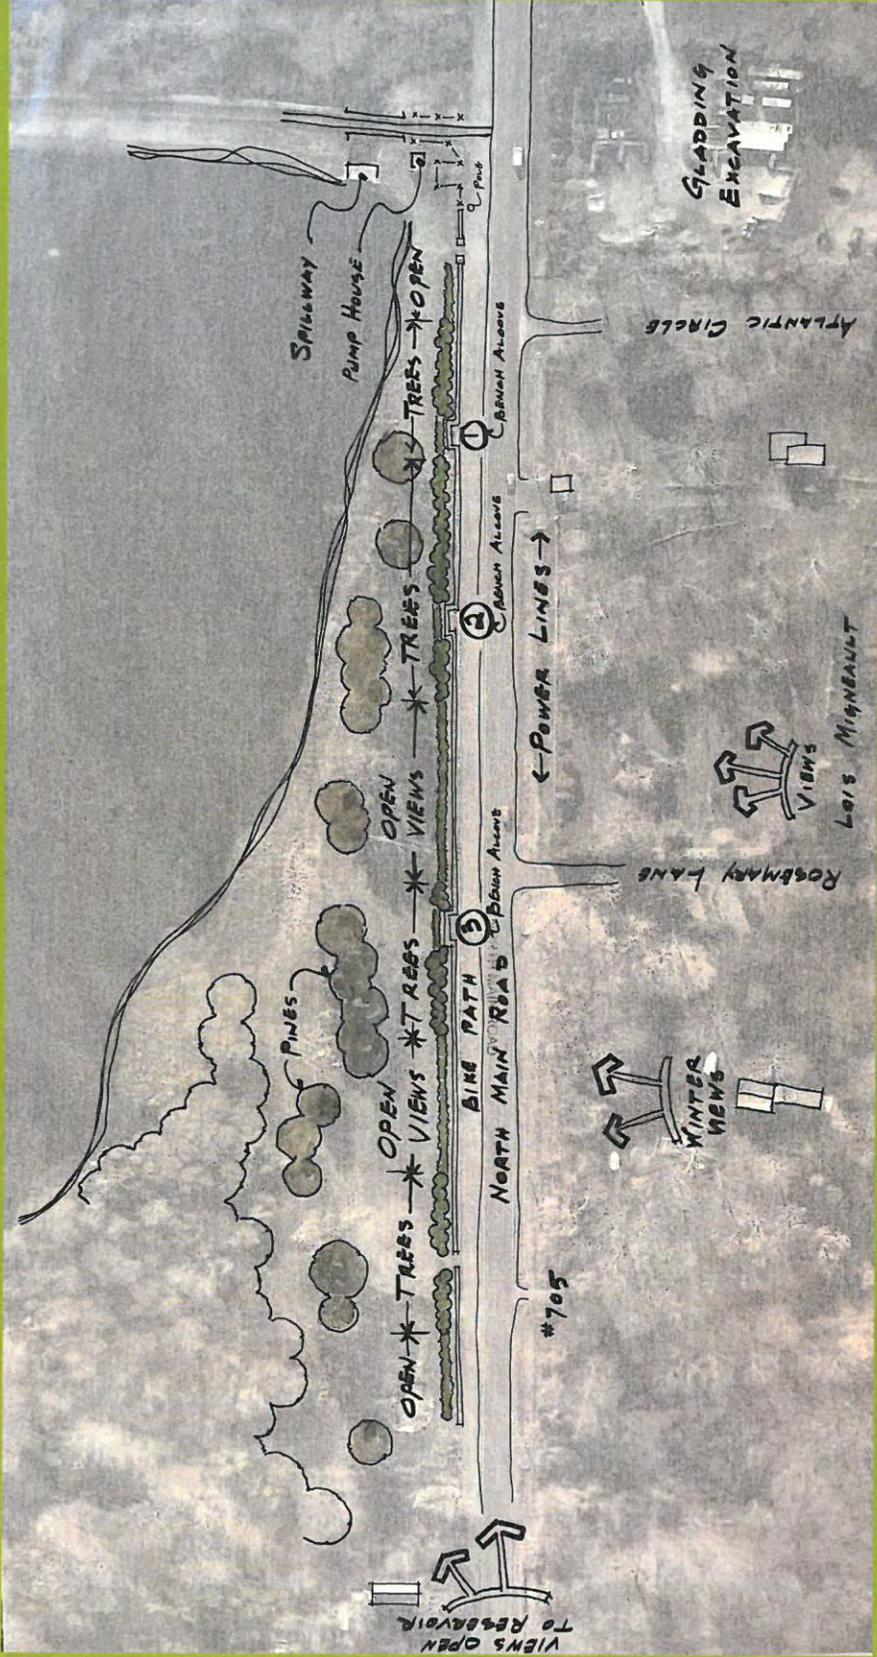 GLADDING
EXCAVATION
POLE
SPILLWAY
PUMP HOUSE
OPEN
TREES
ATLANTIC CIRCLE
① BENCH ALCOVE
② BENCH ALCOVE
TREES
←POWER LINES→
OPEN
VIEWS
VIEWS
LOIS MIGNEAULT
ROSEMARY LANE
③ BENCH ALCOVE
TREES
PINES
BIKE PATH
NORTH MAIN ROAD
OPEN
VIEWS
WINTER
VIEWS
TREES
OPEN
#705
VIEWS OPEN
TO RESERVOIR